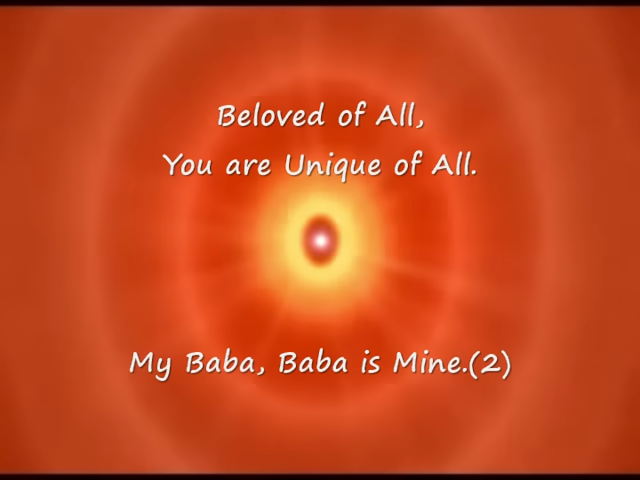 Beloved of All,
You are Unique of All.
My Baba, Baba is Mine.(2)